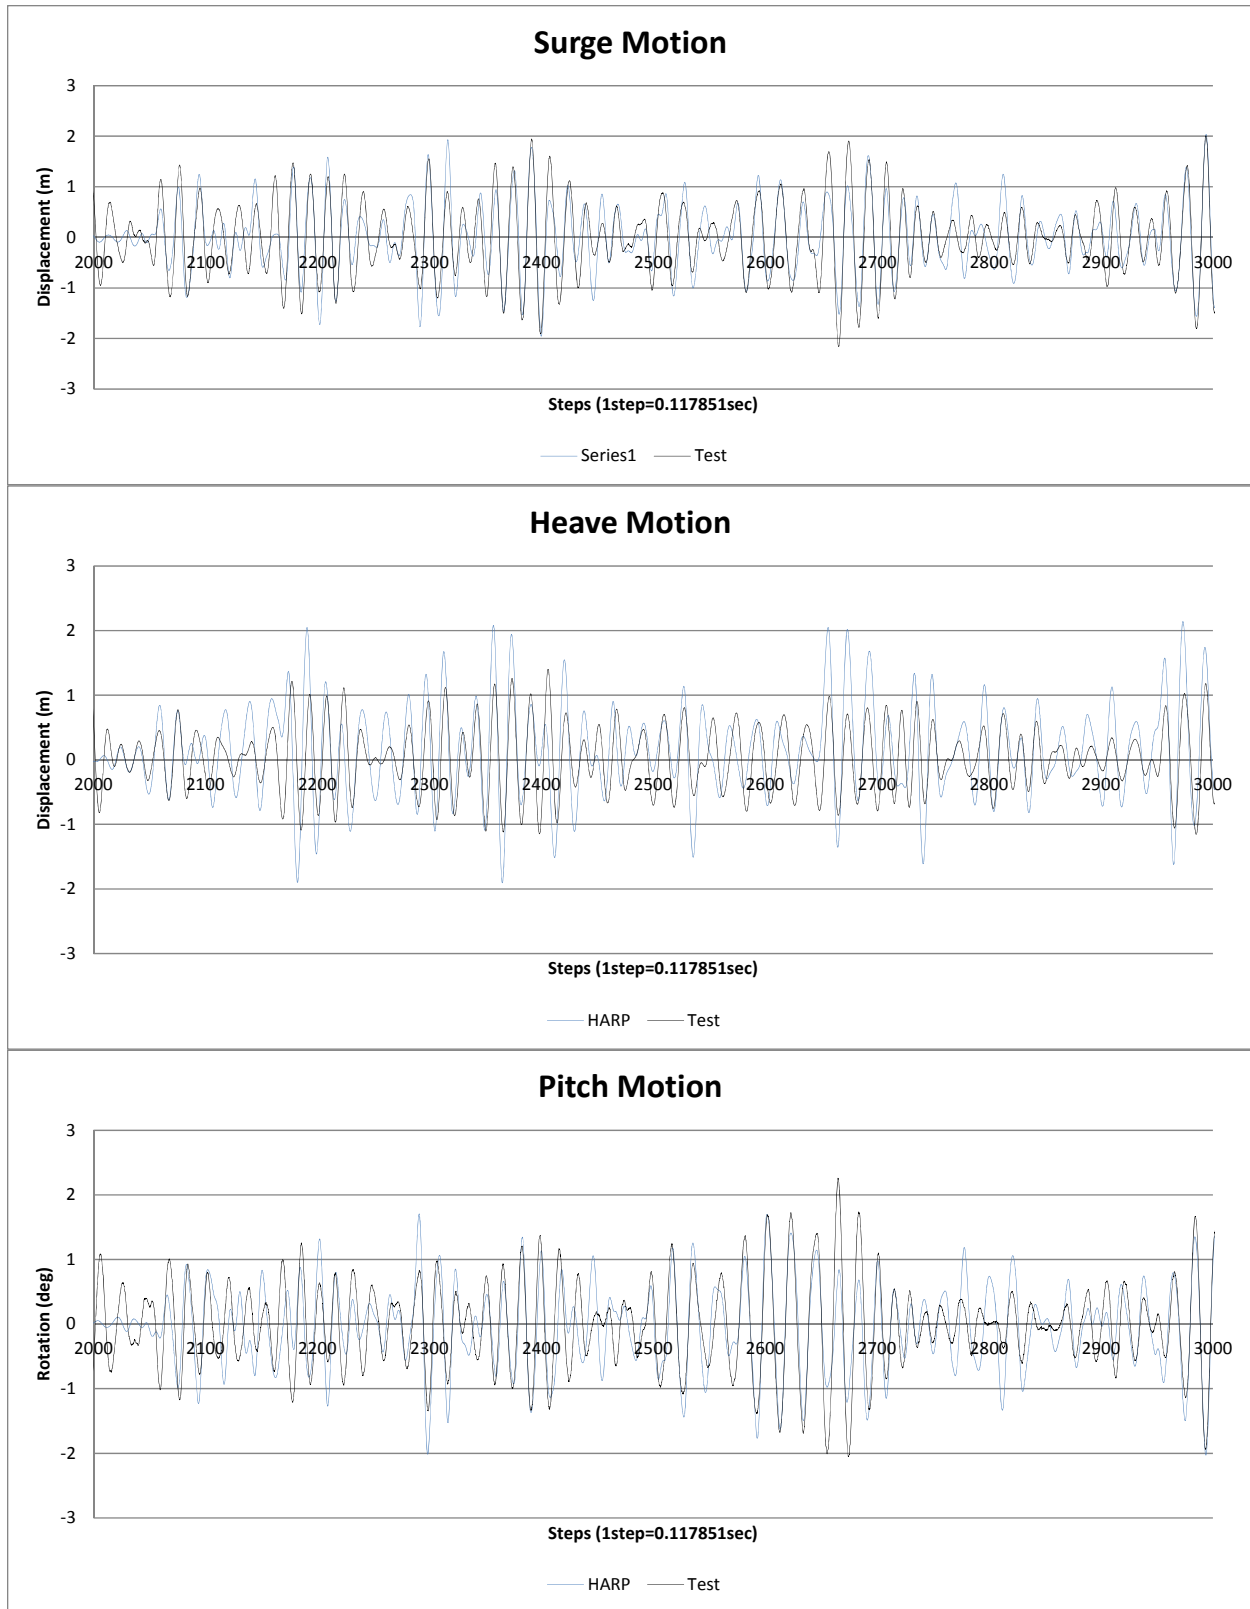 Surge Motion
3
2
1
0
-1
-2
-3
Displacement (m)
2000 2100 2200 2300 2400 2500 2600 2700 2800 2900 3000
Steps (1step=0.117851sec)
Series1 Test
Heave Motion
3
2
1
0
-1
-2
-3
Displacement (m)
2000 2100 2200 2300 2400 2500 2600 2700 2800 2900 3000
Steps (1step=0.117851sec)
HARP Test
Pitch Motion
3
2
1
0
-1
-2
-3
Rotation (deg)
2000 2100 2200 2300 2400 2500 2600 2700 2800 2900 3000
Steps (1step=0.117851sec)
HARP Test